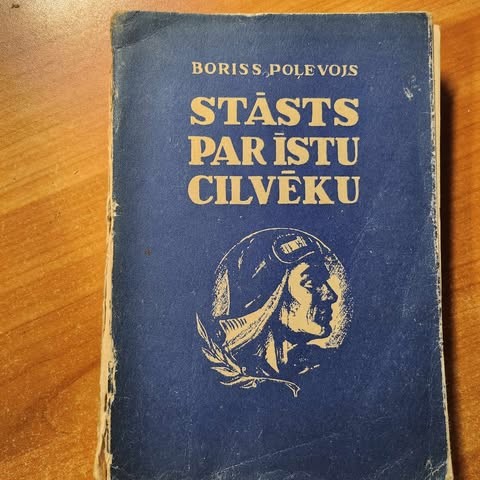 BORISS POĻEVOJS
STĀSTS
PAR ĪSTU
CILVĒKU